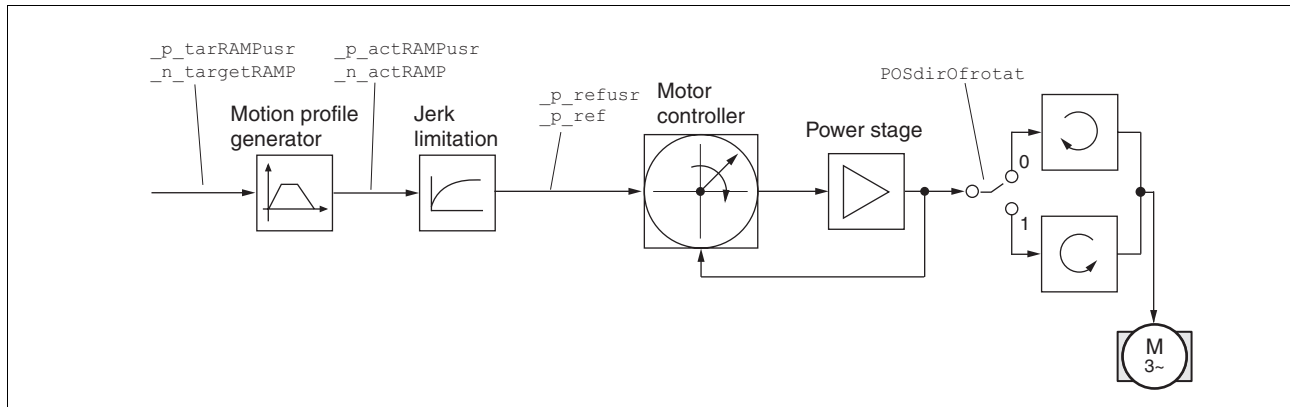 _p_tarRAMPusr
_n_targetRAMP
_p_actRAMPusr
_n_actRAMP
_p_refusr
_p_ref
POSdirOfrotat
Motion profile
generator
Jerk
limitation
Motor
controller
Power stage
0
1
M
3~